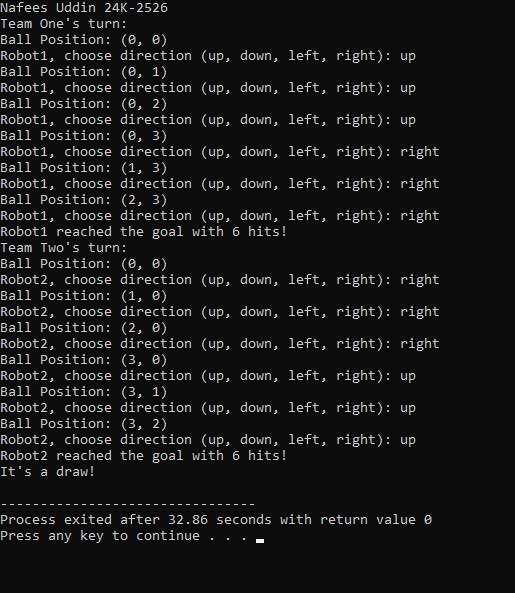 Nafees Uddin 24K-2526
Team One's turn:
Ball Position: (0, 0)
Robot1, choose direction (up, down, left, right): up
Ball Position: (0, 1)
Robot1, choose direction (up, down, left, right): up
Ball Position: (0, 2)
Robot1, choose direction (up, down, left, right): up
Ball Position: (0, 3)
Robot1, choose direction (up, down, left, right): right
Ball Position: (1, 3)
Robot1, choose direction (up, down, left, right): right
Ball Position: (2, 3)
Robot1, choose direction (up, down, left, right): right
Robot1 reached the goal with 6 hits!
Team Two's turn:
Ball Position: (0, 0)
Robot2, choose direction (up, down, left, right): right
Ball Position: (1, 0)
Robot2, choose direction (up, down, left, right): right
Ball Position: (2, 0)
Robot2, choose direction (up, down, left, right): right
Ball Position: (3, 0)
Robot2, choose direction (up, down, left, right): up
Ball Position: (3, 1)
Robot2, choose direction (up, down, left, right): up
Ball Position: (3, 2)
Robot2, choose direction (up, down, left, right): up
Robot2 reached the goal with 6 hits!
It's a draw!
--------------------------------
Process exited after 32.86 seconds with return value 0
Press any key to continue . . .